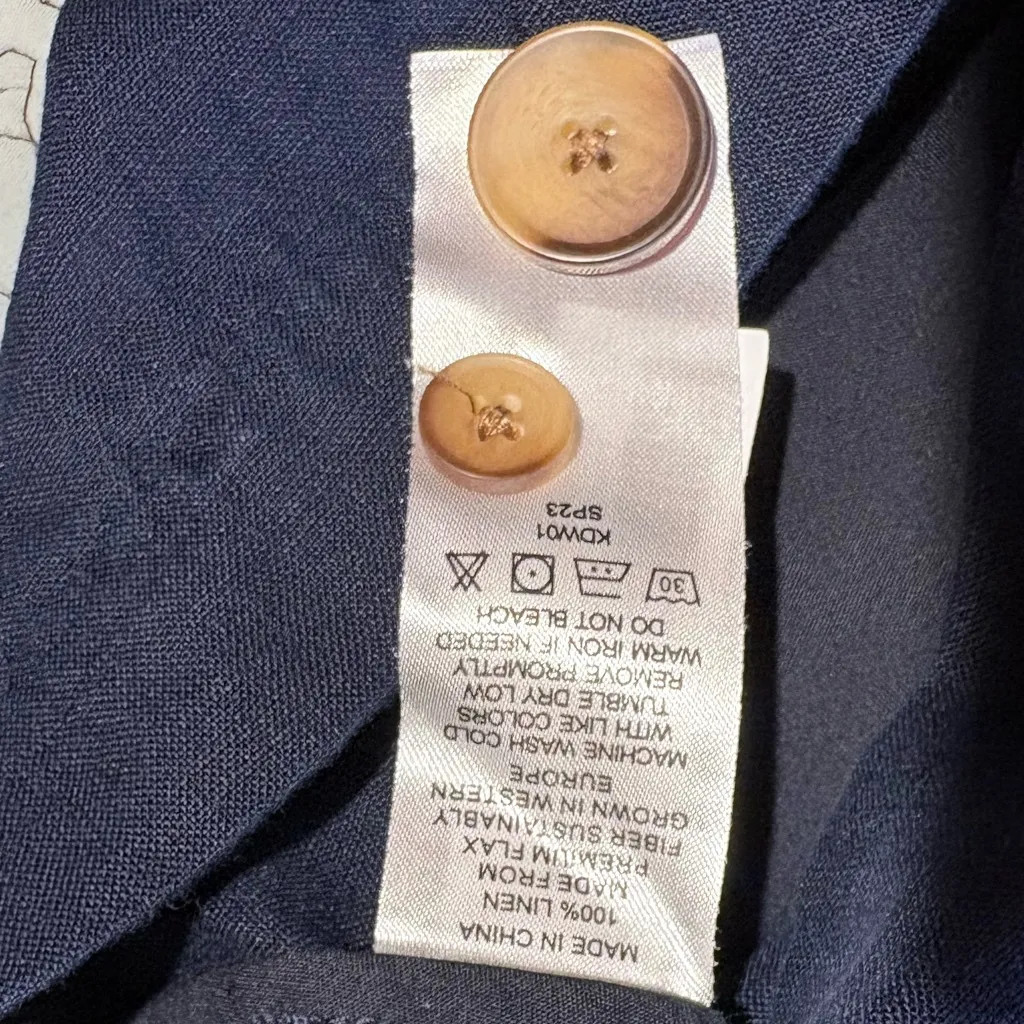 MADE IN CHINA
100% LINEN
MADE FROM
PREMIUM FLAX
FIBER SUSTAINABLY
GROWN IN WESTERN
EUROPE
MACHINE WASH COLD
WITH LIKE COLORS
TUMBLE DRY LOW
REMOVE PROMPTLY
WARM IRON IF NEEDED
DO NOT BLEACH
30
KDW01
SP23